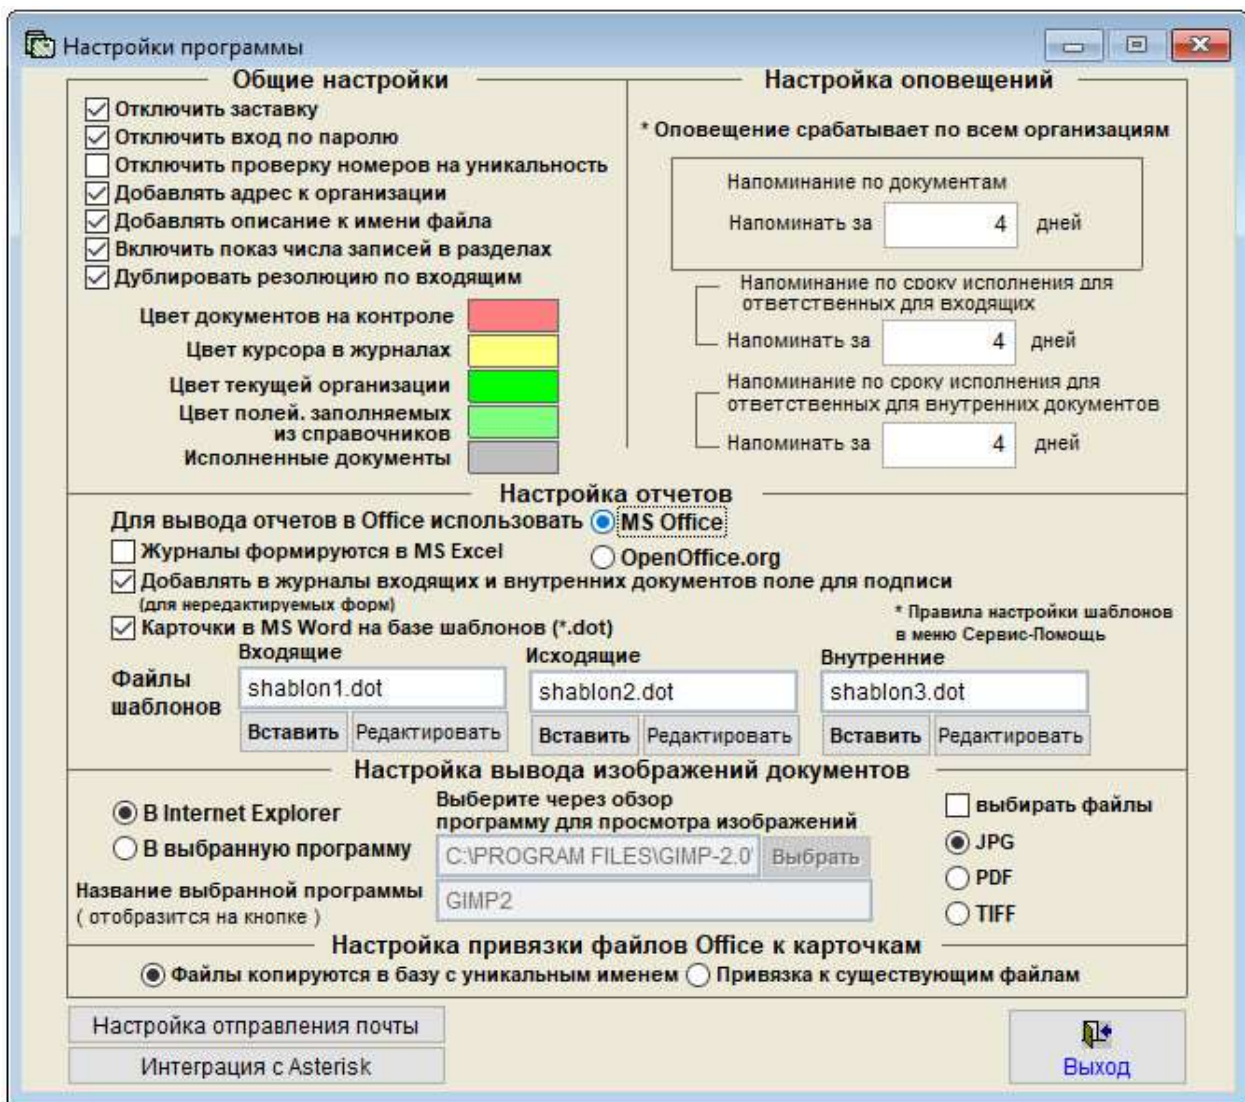 Настройки программы
Общие настройки
Отключить заставку
Отключить вход по паролю
Отключить проверку номеров на уникальность
Добавлять адрес к организации
Добавлять описание к имени файла
Включить показ числа записей в разделах
Дублировать резолюцию по входящим
Цвет документов на контроле
Цвет курсора в журналах
Цвет текущей организации
Цвет полей. заполняемых
из справочников
Исполненные документы
Настройка оповещений
* Оповещение срабатывает по всем организациям
Напоминание по документам
Напоминать за 4 дней
Напоминание по сроку исполнения для
ответственных для входящих
Напоминать за 4 дней
Напоминание по сроку исполнения для
ответственных для внутренних документов
Напоминать за 4 дней
Настройка отчетов
Для вывода отчетов в Office использовать MS Office
Журналы формируются в MS Excel OpenOffice.org
Добавлять в журналы входящих и внутренних документов поле для подписи
(для нередактируемых форм)
* Правила настройки шаблонов
в меню Сервис-Помощь
Карточки в MS Word на базе шаблонов (*.dot)
Входящие Исходящие Внутренние
Файлы
шаблонов
shablon1.dot shablon2.dot shablon3.dot
Вставить Редактировать Вставить Редактировать Вставить Редактировать
Настройка вывода изображений документов
В Internet Explorer
В выбранную программу
Выберите через обзор
программу для просмотра изображений
C:\PROGRAM FILES\GIMP-2.0\ Выбрать
Название выбранной программы
( отобразится на кнопке )
GIMP2
выбирать файлы
JPG
PDF
TIFF
Настройка привязки файлов Office к карточкам
Файлы копируются в базу с уникальным именем Привязка к существующим файлам
Настройка отправления почты
Интеграция с Asterisk
Выход